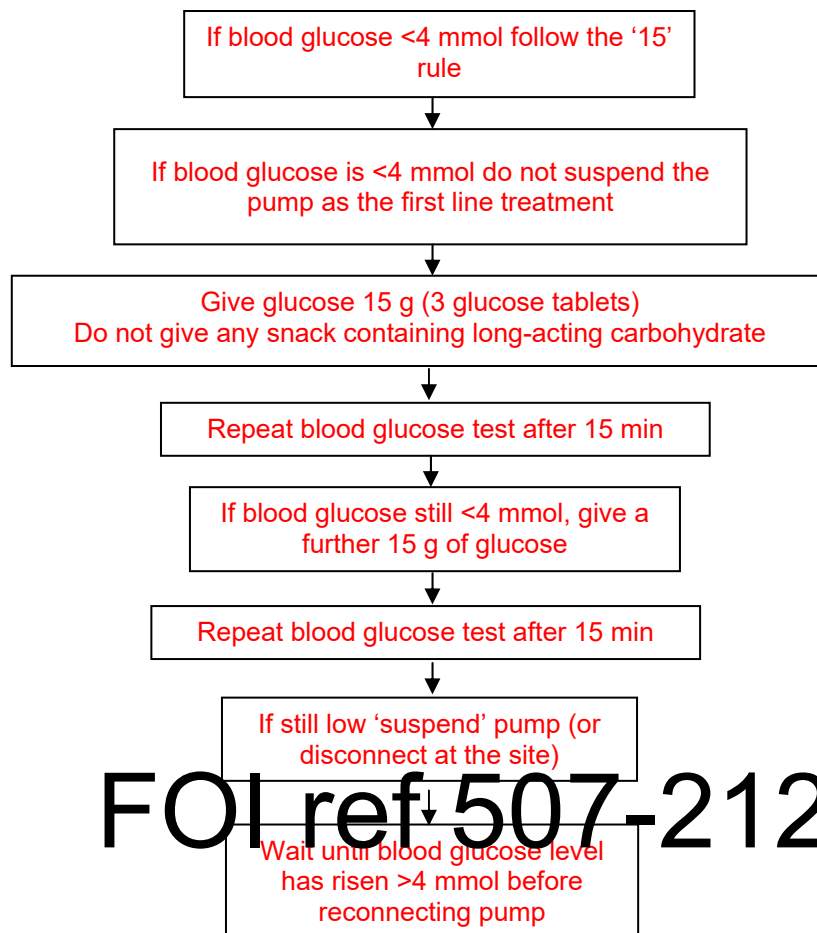 If blood glucose <4 mmol follow the ‘15’
rule
If blood glucose is <4 mmol do not suspend the
pump as the first line treatment
Give glucose 15 g (3 glucose tablets)
Do not give any snack containing long-acting carbohydrate
Repeat blood glucose test after 15 min
If blood glucose still <4 mmol, give a
further 15 g of glucose
Repeat blood glucose test after 15 min
If still low ‘suspend’ pump (or
disconnect at the site)
FOI ref 507-212
Wait until blood glucose level
has risen >4 mmol before
reconnecting pump